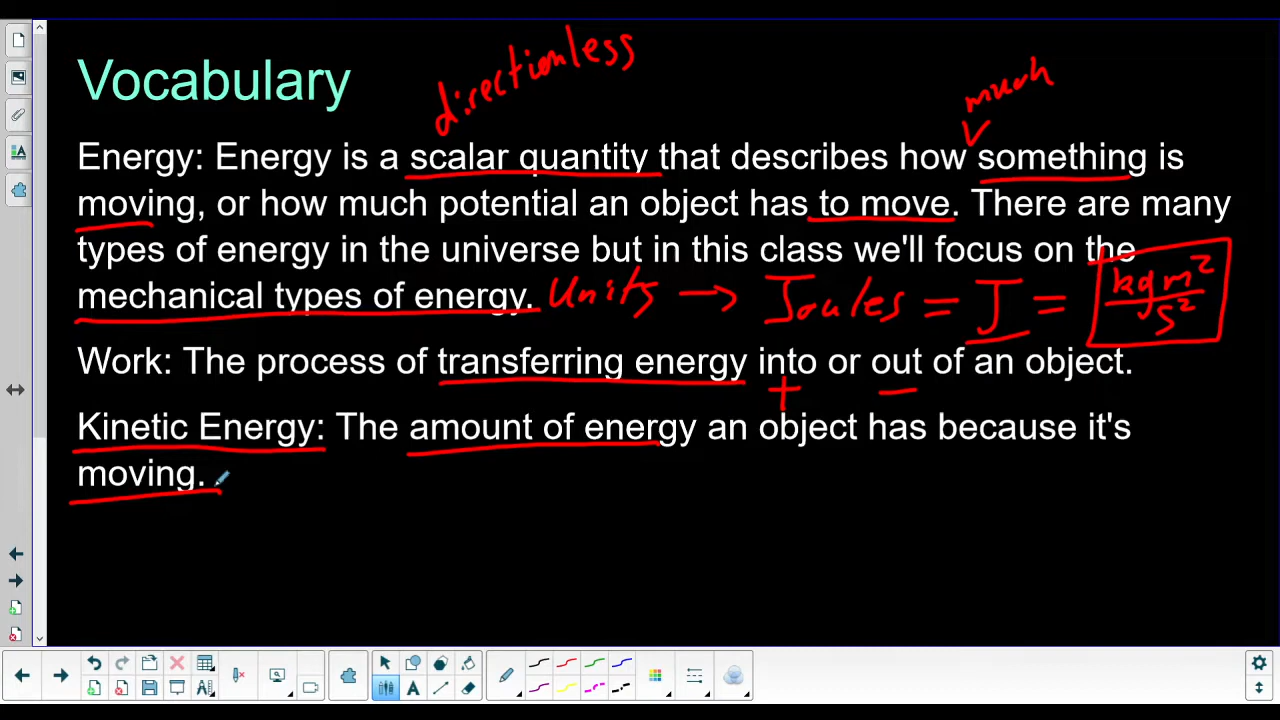 directionless
Vocabulary
much
Energy: Energy is a scalar quantity that describes how something is
moving, or how much potential an object has to move. There are many
types of energy in the universe but in this class we'll focus on the
mechanical types of energy. Units → Joules = J = kgm²/s²
Work: The process of transferring energy into or out of an object.
+ −
Kinetic Energy: The amount of energy an object has because it's
moving.